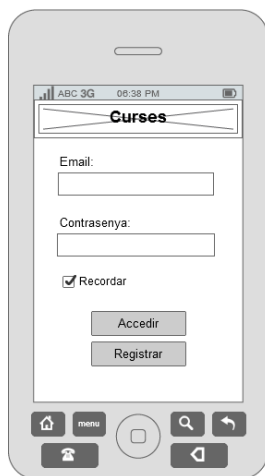 ABC 3G 06:38 PM
Curses
Email:
Contrasenya:
Recordar
Accedir
Registrar
menu